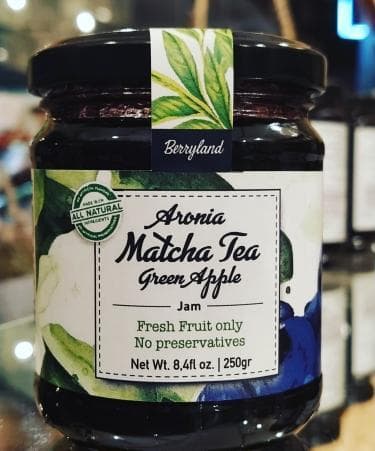 Berryland
ALL NATURAL
INGREDIENTS
Aronia
Matcha Tea
Green Apple
Jam
Fresh Fruit only
No preservatives
Net Wt. 8,4fl oz. | 250gr